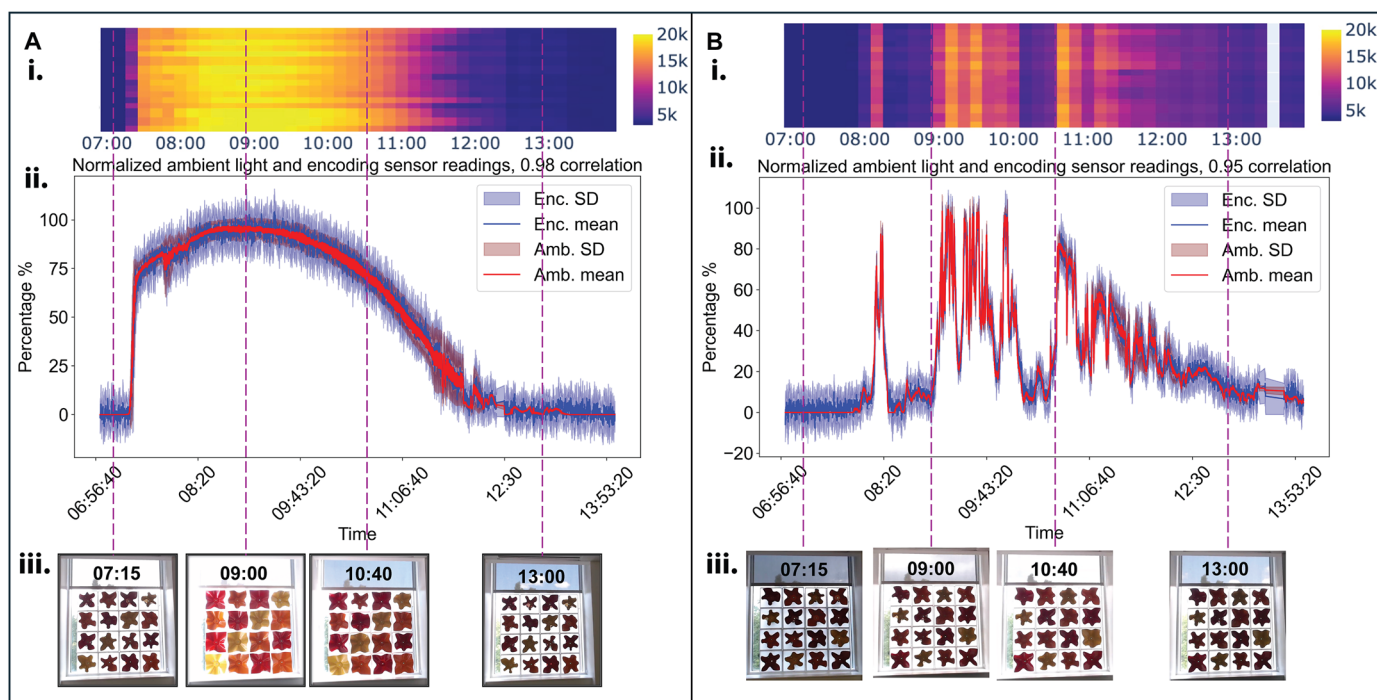 A
i.
20k
15k
10k
5k
07:00 08:00 09:00 10:00 11:00 12:00 13:00
ii.
Normalized ambient light and encoding sensor readings, 0.98 correlation
Enc. SD
Enc. mean
Amb. SD
Amb. mean
Percentage %
100
75
50
25
0
06:56:40 08:20 09:43:20 11:06:40 12:30 13:53:20
Time
iii.
07:15 09:00 10:40 13:00
B
i.
20k
15k
10k
5k
07:00 08:00 09:00 10:00 11:00 12:00 13:00
ii.
Normalized ambient light and encoding sensor readings, 0.95 correlation
Enc. SD
Enc. mean
Amb. SD
Amb. mean
Percentage %
100
80
60
40
20
0
−20
06:56:40 08:20 09:43:20 11:06:40 12:30 13:53:20
Time
iii.
07:15 09:00 10:40 13:00